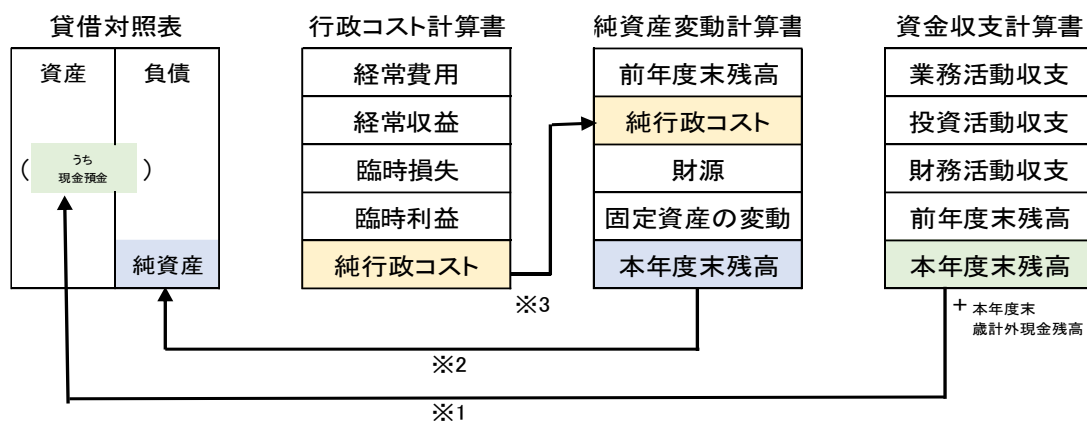 貸借対照表
資産
負債
(
うち
現金預金
)
純資産
行政コスト計算書
経常費用
経常収益
臨時損失
臨時利益
純行政コスト
純資産変動計算書
前年度末残高
純行政コスト
財源
固定資産の変動
本年度末残高
資金収支計算書
業務活動収支
投資活動収支
財務活動収支
前年度末残高
本年度末残高
+ 本年度末
歳計外現金残高
※3
※2
※1